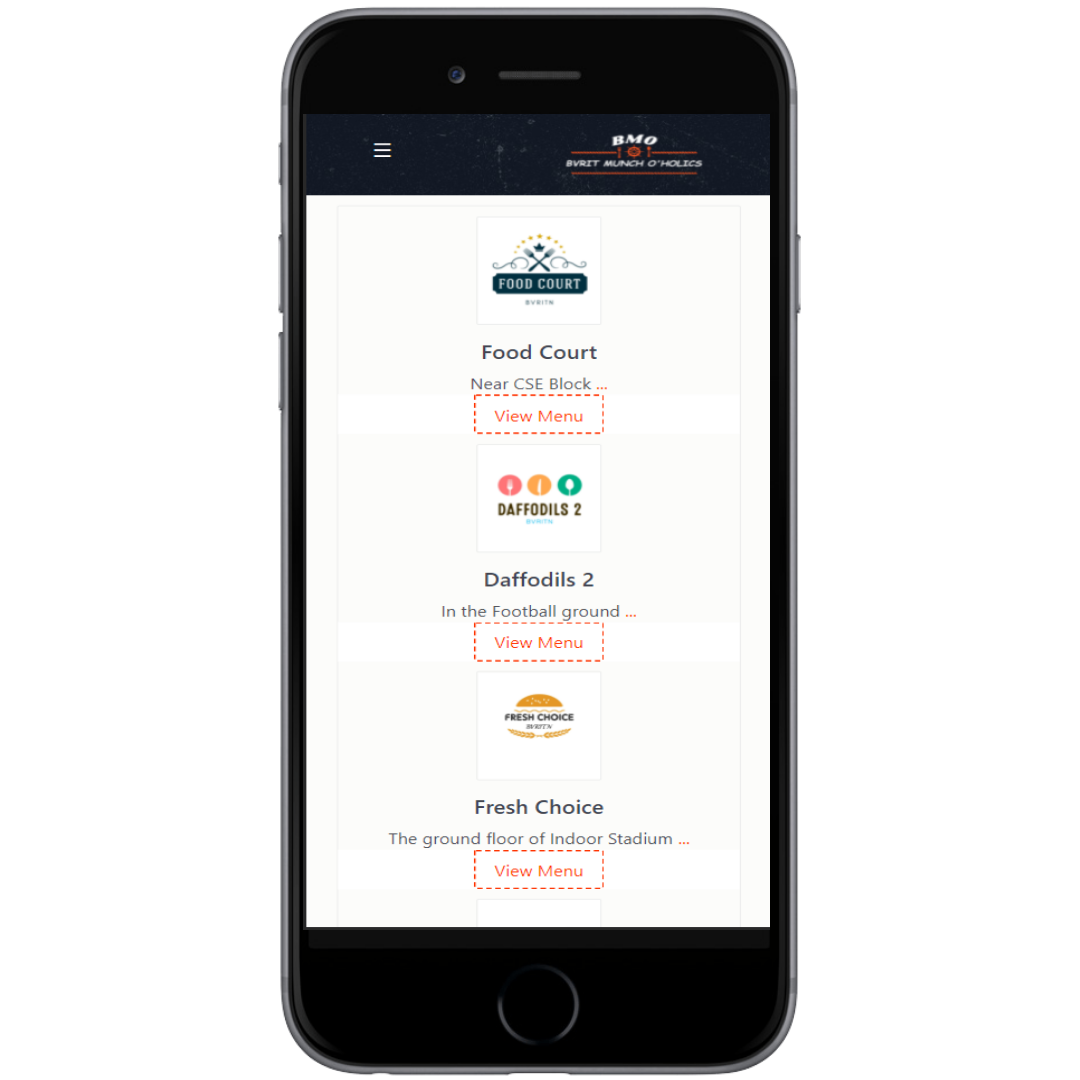 BMO
BVRIT MUNCH O'HOLICS
FOOD COURT
BVRITN
Food Court
Near CSE Block ...
View Menu
DAFFODILS 2
BVRITN
Daffodils 2
In the Football ground ...
View Menu
FRESH CHOICE
BVRIT'N
Fresh Choice
The ground floor of Indoor Stadium ...
View Menu